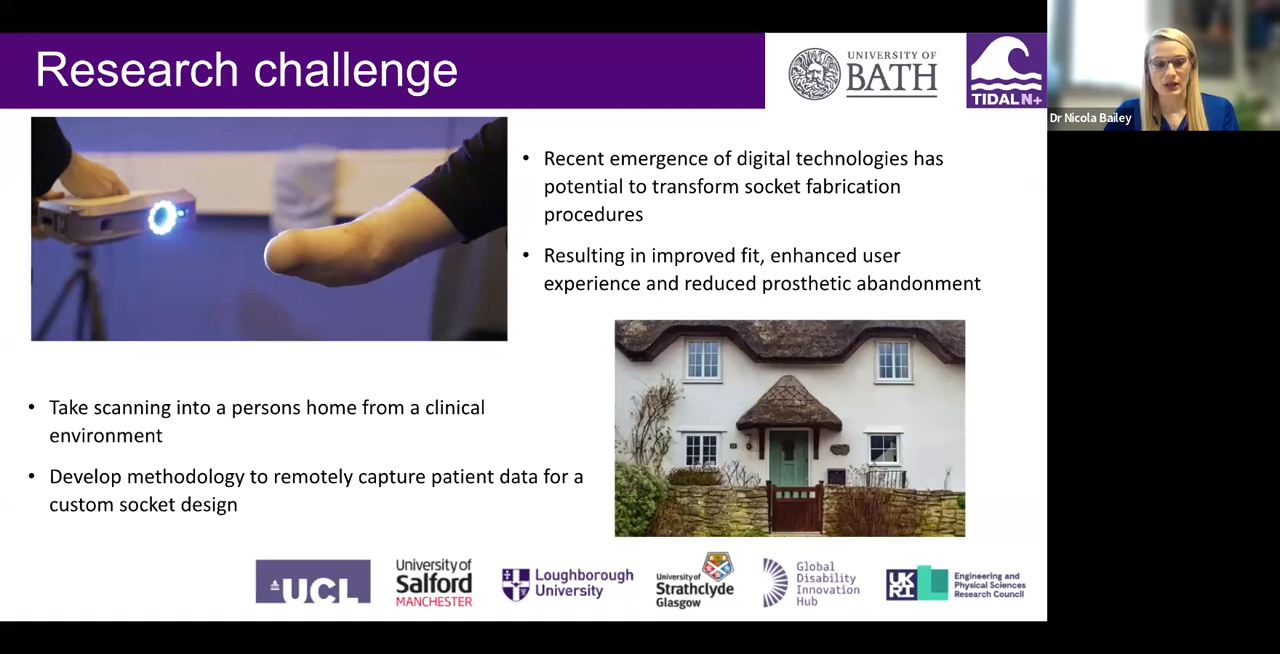 Research challenge
UNIVERSITY OF
BATH
TIDAL N+
Dr Nicola Bailey
• Recent emergence of digital technologies has
potential to transform socket fabrication
procedures
• Resulting in improved fit, enhanced user
experience and reduced prosthetic abandonment
• Take scanning into a persons home from a clinical
environment
• Develop methodology to remotely capture patient data for a
custom socket design
UCL
University of
Salford
MANCHESTER
Loughborough
University
University of
Strathclyde
Glasgow
Global
Disability
Innovation
Hub
UK
RI
Engineering and
Physical Sciences
Research Council